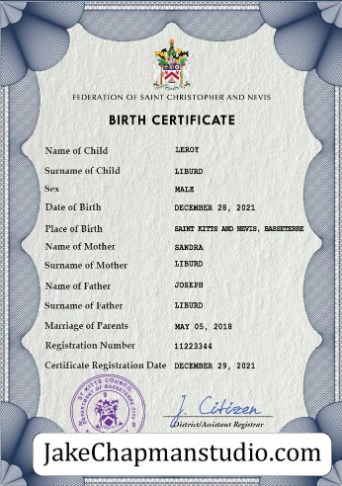 FEDERATION OF SAINT CHRISTOPHER AND NEVIS
BIRTH CERTIFICATE
Name of Child LEROY
Surname of Child LIBURD
Sex MALE
Date of Birth DECEMBER 28, 2021
Place of Birth SAINT KITTS AND NEVIS, BASSETERRE
Name of Mother SANDRA
Surname of Mother LIBURD
Name of Father JOSEPH
Surname of Father LIBURD
Marriage of Parents MAY 05, 2018
Registration Number 11223344
Certificate Registration Date DECEMBER 29, 2021
ST KITTS COUNCIL
DEPARTMENT OF BASSETERRE
J. Citizen
District/Assistant Registrar
JakeChapmanstudio.com